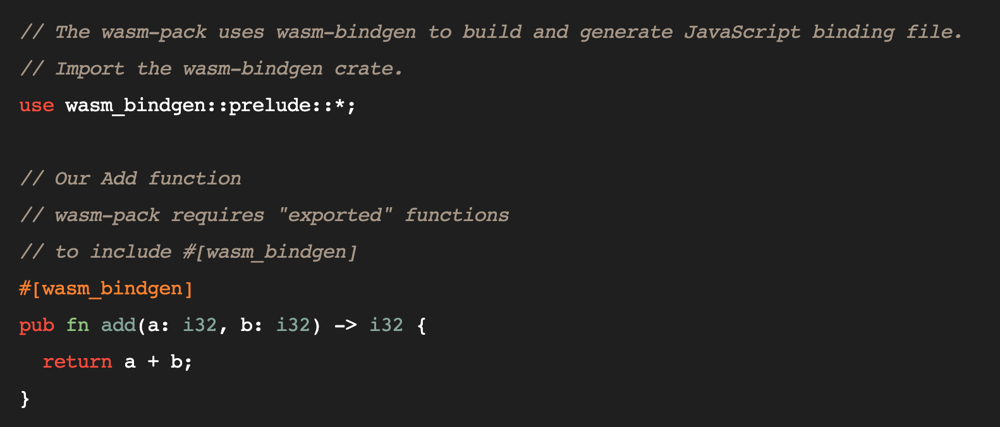 // The wasm-pack uses wasm-bindgen to build and generate JavaScript binding file.
// Import the wasm-bindgen crate.
use wasm_bindgen::prelude::*;
// Our Add function
// wasm-pack requires "exported" functions
// to include #[wasm_bindgen]
#[wasm_bindgen]
pub fn add(a: i32, b: i32) -> i32 {
  return a + b;
}